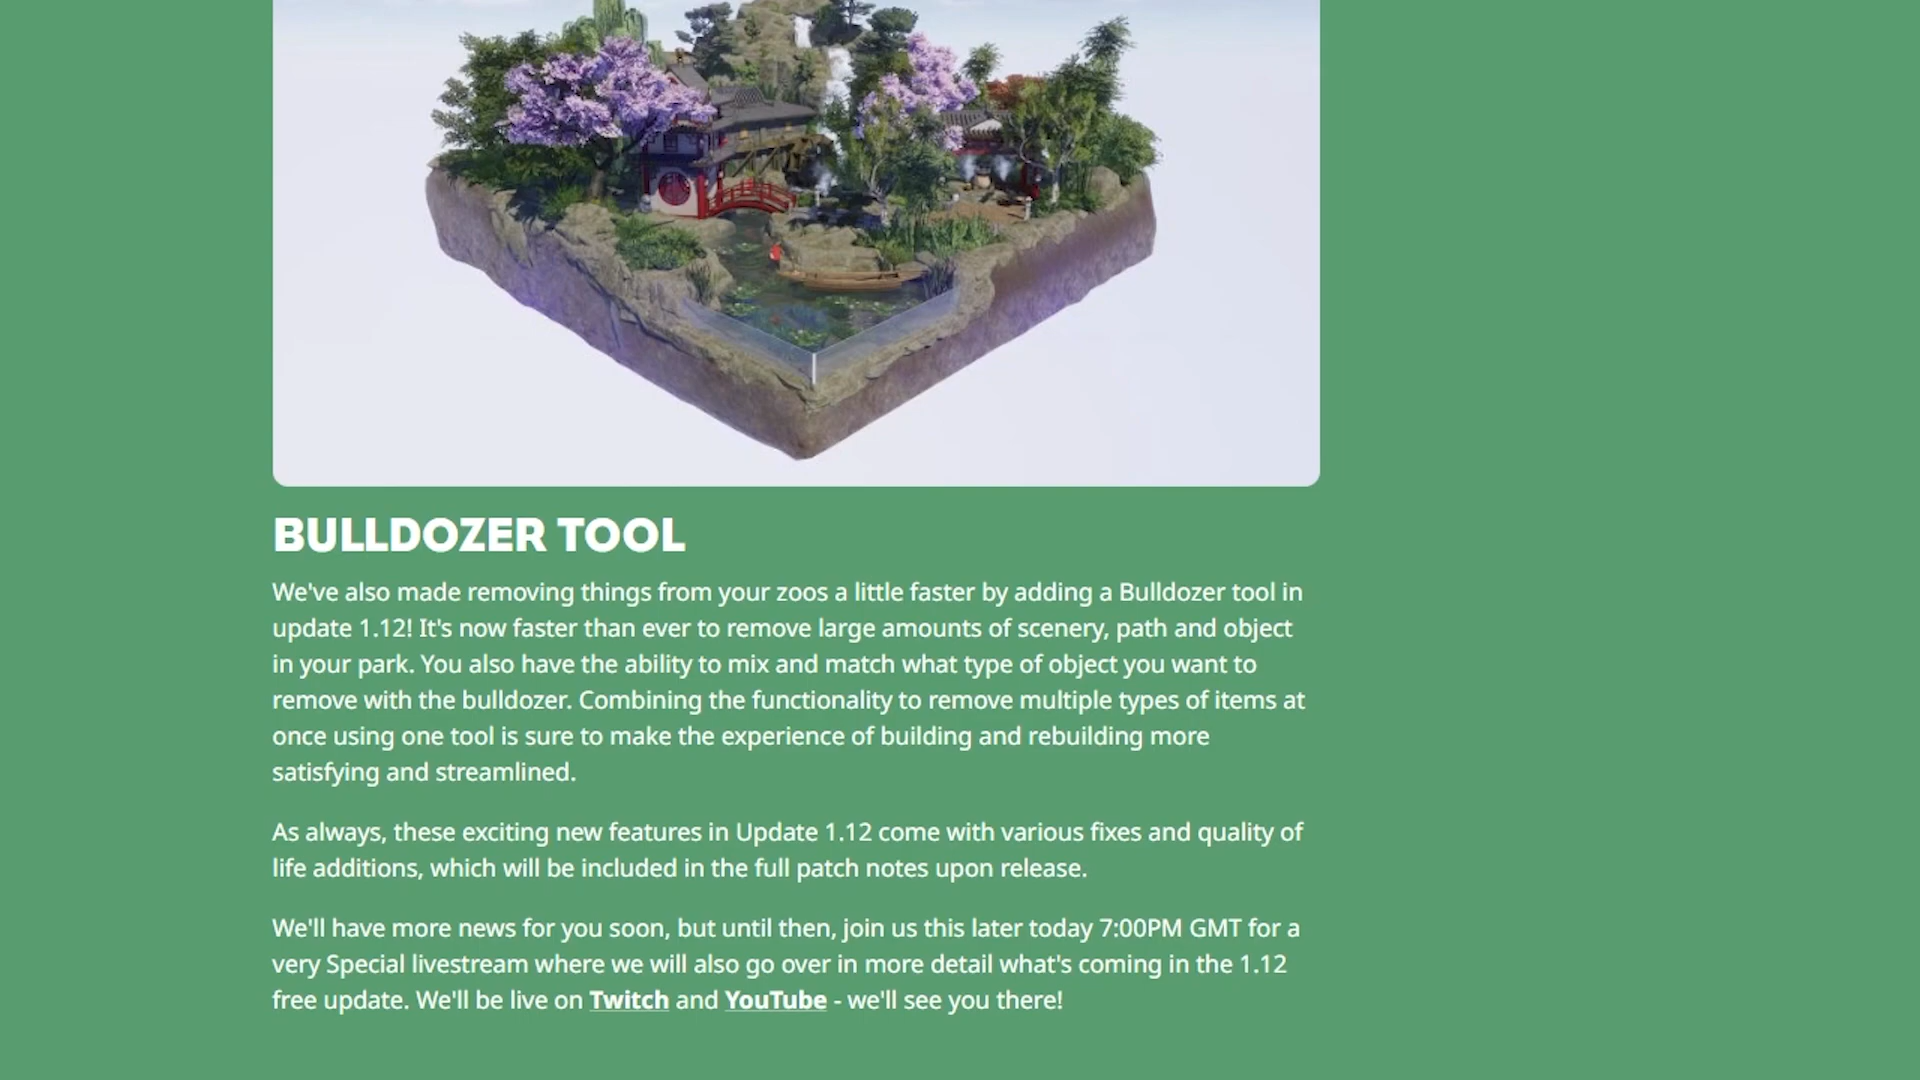 BULLDOZER TOOL
We've also made removing things from your zoos a little faster by adding a Bulldozer tool in
update 1.12! It's now faster than ever to remove large amounts of scenery, path and object
in your park. You also have the ability to mix and match what type of object you want to
remove with the bulldozer. Combining the functionality to remove multiple types of items at
once using one tool is sure to make the experience of building and rebuilding more
satisfying and streamlined.
As always, these exciting new features in Update 1.12 come with various fixes and quality of
life additions, which will be included in the full patch notes upon release.
We'll have more news for you soon, but until then, join us this later today 7:00PM GMT for a
very Special livestream where we will also go over in more detail what's coming in the 1.12
free update. We'll be live on Twitch and YouTube - we'll see you there!